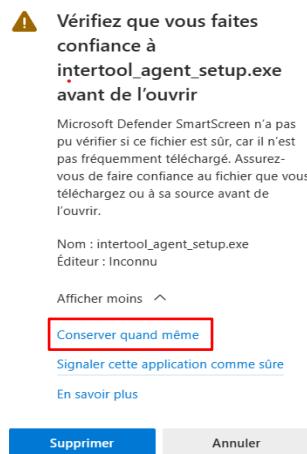 Vérifiez que vous faites
confiance à
intertool_agent_setup.exe
avant de l'ouvrir
Microsoft Defender SmartScreen n'a pas
pu vérifier si ce fichier est sûr, car il n'est
pas fréquemment téléchargé. Assurez-
vous de faire confiance au fichier que vous
téléchargez ou à sa source avant de
l'ouvrir.
Nom : intertool_agent_setup.exe
Éditeur : Inconnu
Afficher moins
Conserver quand même
Signaler cette application comme sûre
En savoir plus
Supprimer Annuler